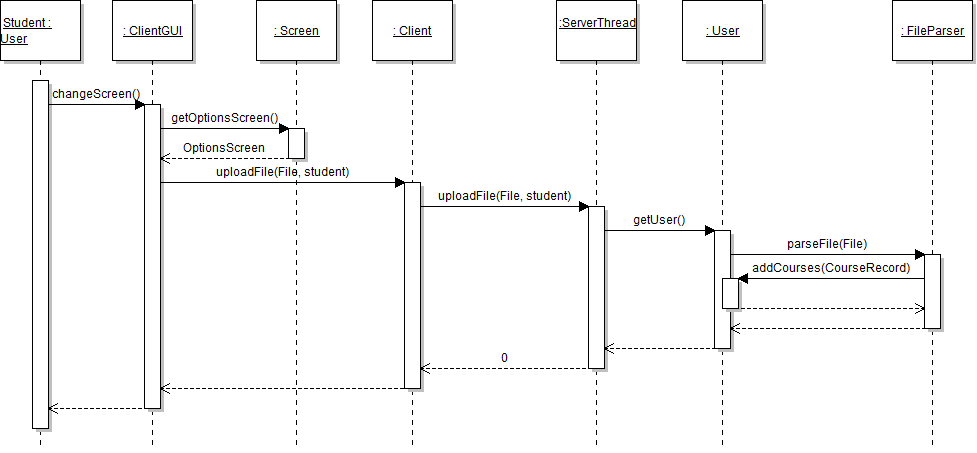 Student :
User
: ClientGUI
: Screen
: Client
:ServerThread
: User
: FileParser
changeScreen()
getOptionsScreen()
OptionsScreen
uploadFile(File, student)
uploadFile(File, student)
getUser()
parseFile(File)
addCourses(CourseRecord)
0